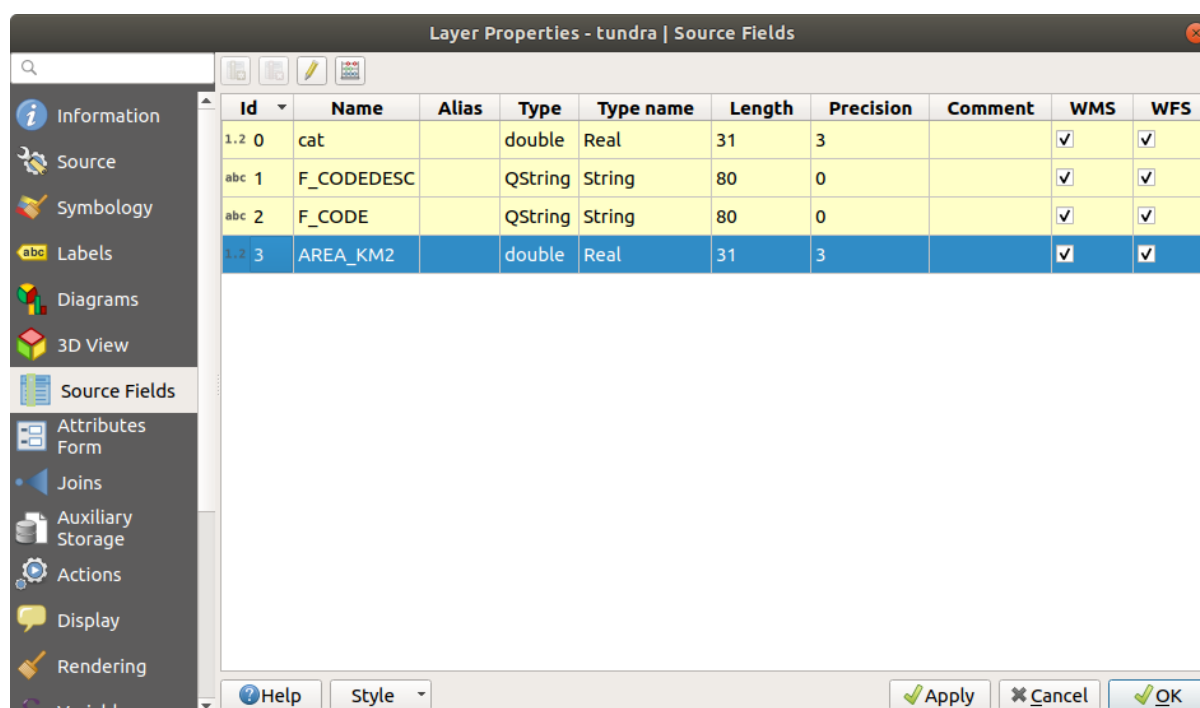 Layer Properties - tundra | Source Fields
Information
Source
Symbology
abc Labels
Diagrams
3D View
Source Fields
Attributes
Form
Joins
Auxiliary
Storage
Actions
Display
Rendering
Id Name Alias Type Type name Length Precision Comment WMS WFS
1.2 0 cat double Real 31 3
abc 1 F_CODEDESC QString String 80 0
abc 2 F_CODE QString String 80 0
1.2 3 AREA_KM2 double Real 31 3
Help Style Apply Cancel OK